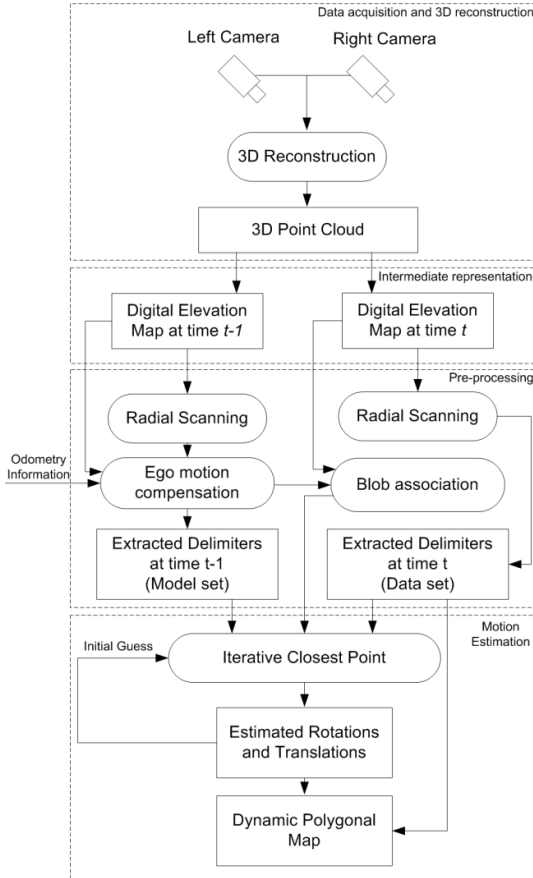 Data acquisition and 3D reconstruction
Left Camera
Right Camera
3D Reconstruction
3D Point Cloud
Intermediate representation
Digital Elevation
Map at time t-1
Digital Elevation
Map at time t
Pre-processing
Radial Scanning
Radial Scanning
Odometry
Information
Ego motion
compensation
Blob association
Extracted Delimiters
at time t-1
(Model set)
Extracted Delimiters
at time t
(Data set)
Motion
Estimation
Initial Guess
Iterative Closest Point
Estimated Rotations
and Translations
Dynamic Polygonal
Map